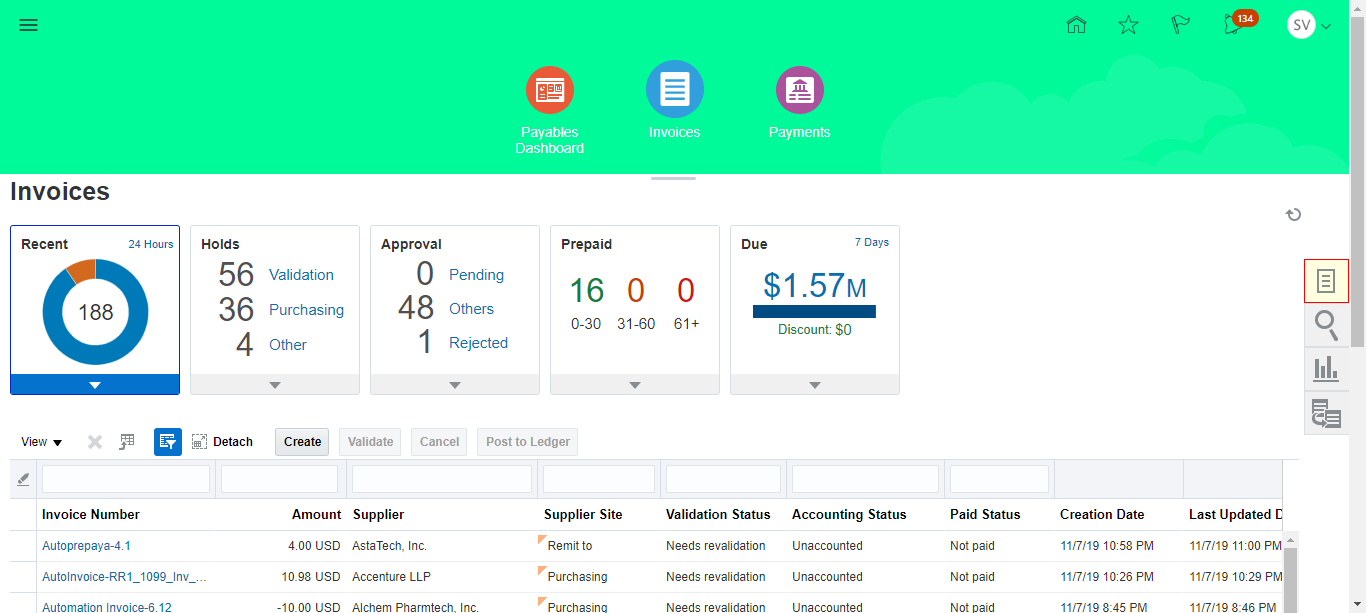 134
SV
Payables
Dashboard
Invoices
Payments
Invoices
Recent 24 Hours
188
Holds
56 Validation
36 Purchasing
4 Other
Approval
0 Pending
48 Others
1 Rejected
Prepaid
16 0 0
0-30 31-60 61+
Due 7 Days
$1.57M
Discount: $0
View Detach Create Validate Cancel Post to Ledger
Invoice Number Amount Supplier Supplier Site Validation Status Accounting Status Paid Status Creation Date Last Updated D
Autoprepaya-4.1 4.00 USD AstaTech, Inc. Remit to Needs revalidation Unaccounted Not paid 11/7/19 10:58 PM 11/7/19 11:00 PM
AutoInvoice-RR1_1099_Inv_... 10.98 USD Accenture LLP Purchasing Needs revalidation Unaccounted Not paid 11/7/19 10:26 PM 11/7/19 10:29 PM
Automation Invoice-6.12 -10.00 USD Alchem Pharmtech, Inc. Purchasing Needs revalidation Unaccounted Not paid 11/7/19 8:45 PM 11/7/19 8:46 PM